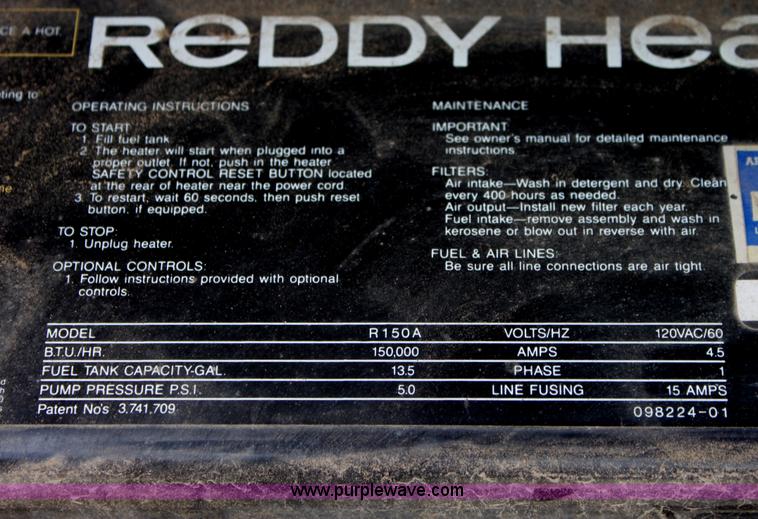 CE A HOT
REDDY Hea
ting to
OPERATING INSTRUCTIONS
TO START
1. Fill fuel tank
2. The heater will start when plugged into a
proper outlet. If not, push in the heater
SAFETY CONTROL RESET BUTTON located
at the rear of heater near the power cord.
3. To restart, wait 60 seconds, then push reset
button, if equipped.
TO STOP:
1. Unplug heater.
OPTIONAL CONTROLS:
1. Follow instructions provided with optional
controls.
MAINTENANCE
IMPORTANT
See owner's manual for detailed maintenance
instructions.
FILTERS:
Air intake—Wash in detergent and dry. Clean
every 400 hours as needed.
Air output—Install new filter each year.
Fuel intake—remove assembly and wash in
kerosene or blow out in reverse with air.
FUEL & AIR LINES:
Be sure all line connections are air tight.
MODEL R150A VOLTS/HZ 120VAC/60
B.T.U./HR. 150,000 AMPS 4.5
FUEL TANK CAPACITY-GAL. 13.5 PHASE 1
PUMP PRESSURE P.S.I. 5.0 LINE FUSING 15 AMPS
Patent No's 3,741,709 098224-01
www.purplewave.com